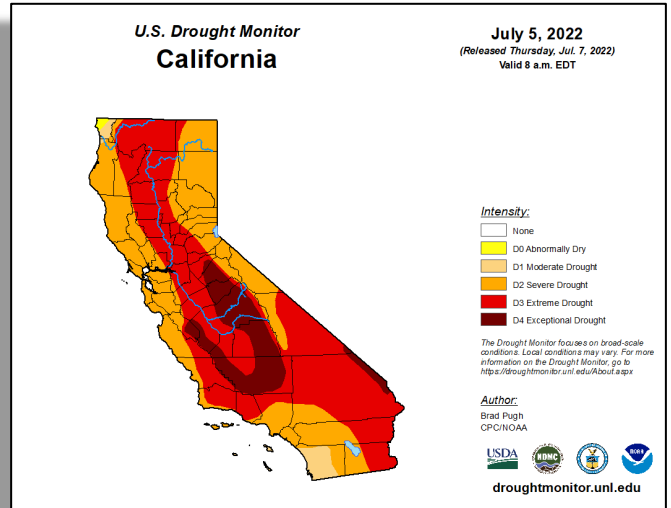 U.S. Drought Monitor
California
July 5, 2022
(Released Thursday, Jul. 7, 2022)
Valid 8 a.m. EDT
Intensity:
None
D0 Abnormally Dry
D1 Moderate Drought
D2 Severe Drought
D3 Extreme Drought
D4 Exceptional Drought
The Drought Monitor focuses on broad-scale
conditions. Local conditions may vary. For more
information on the Drought Monitor, go to
https://droughtmonitor.unl.edu/About.aspx
Author:
Brad Pugh
CPC/NOAA
USDA
NDMC
NOAA
droughtmonitor.unl.edu